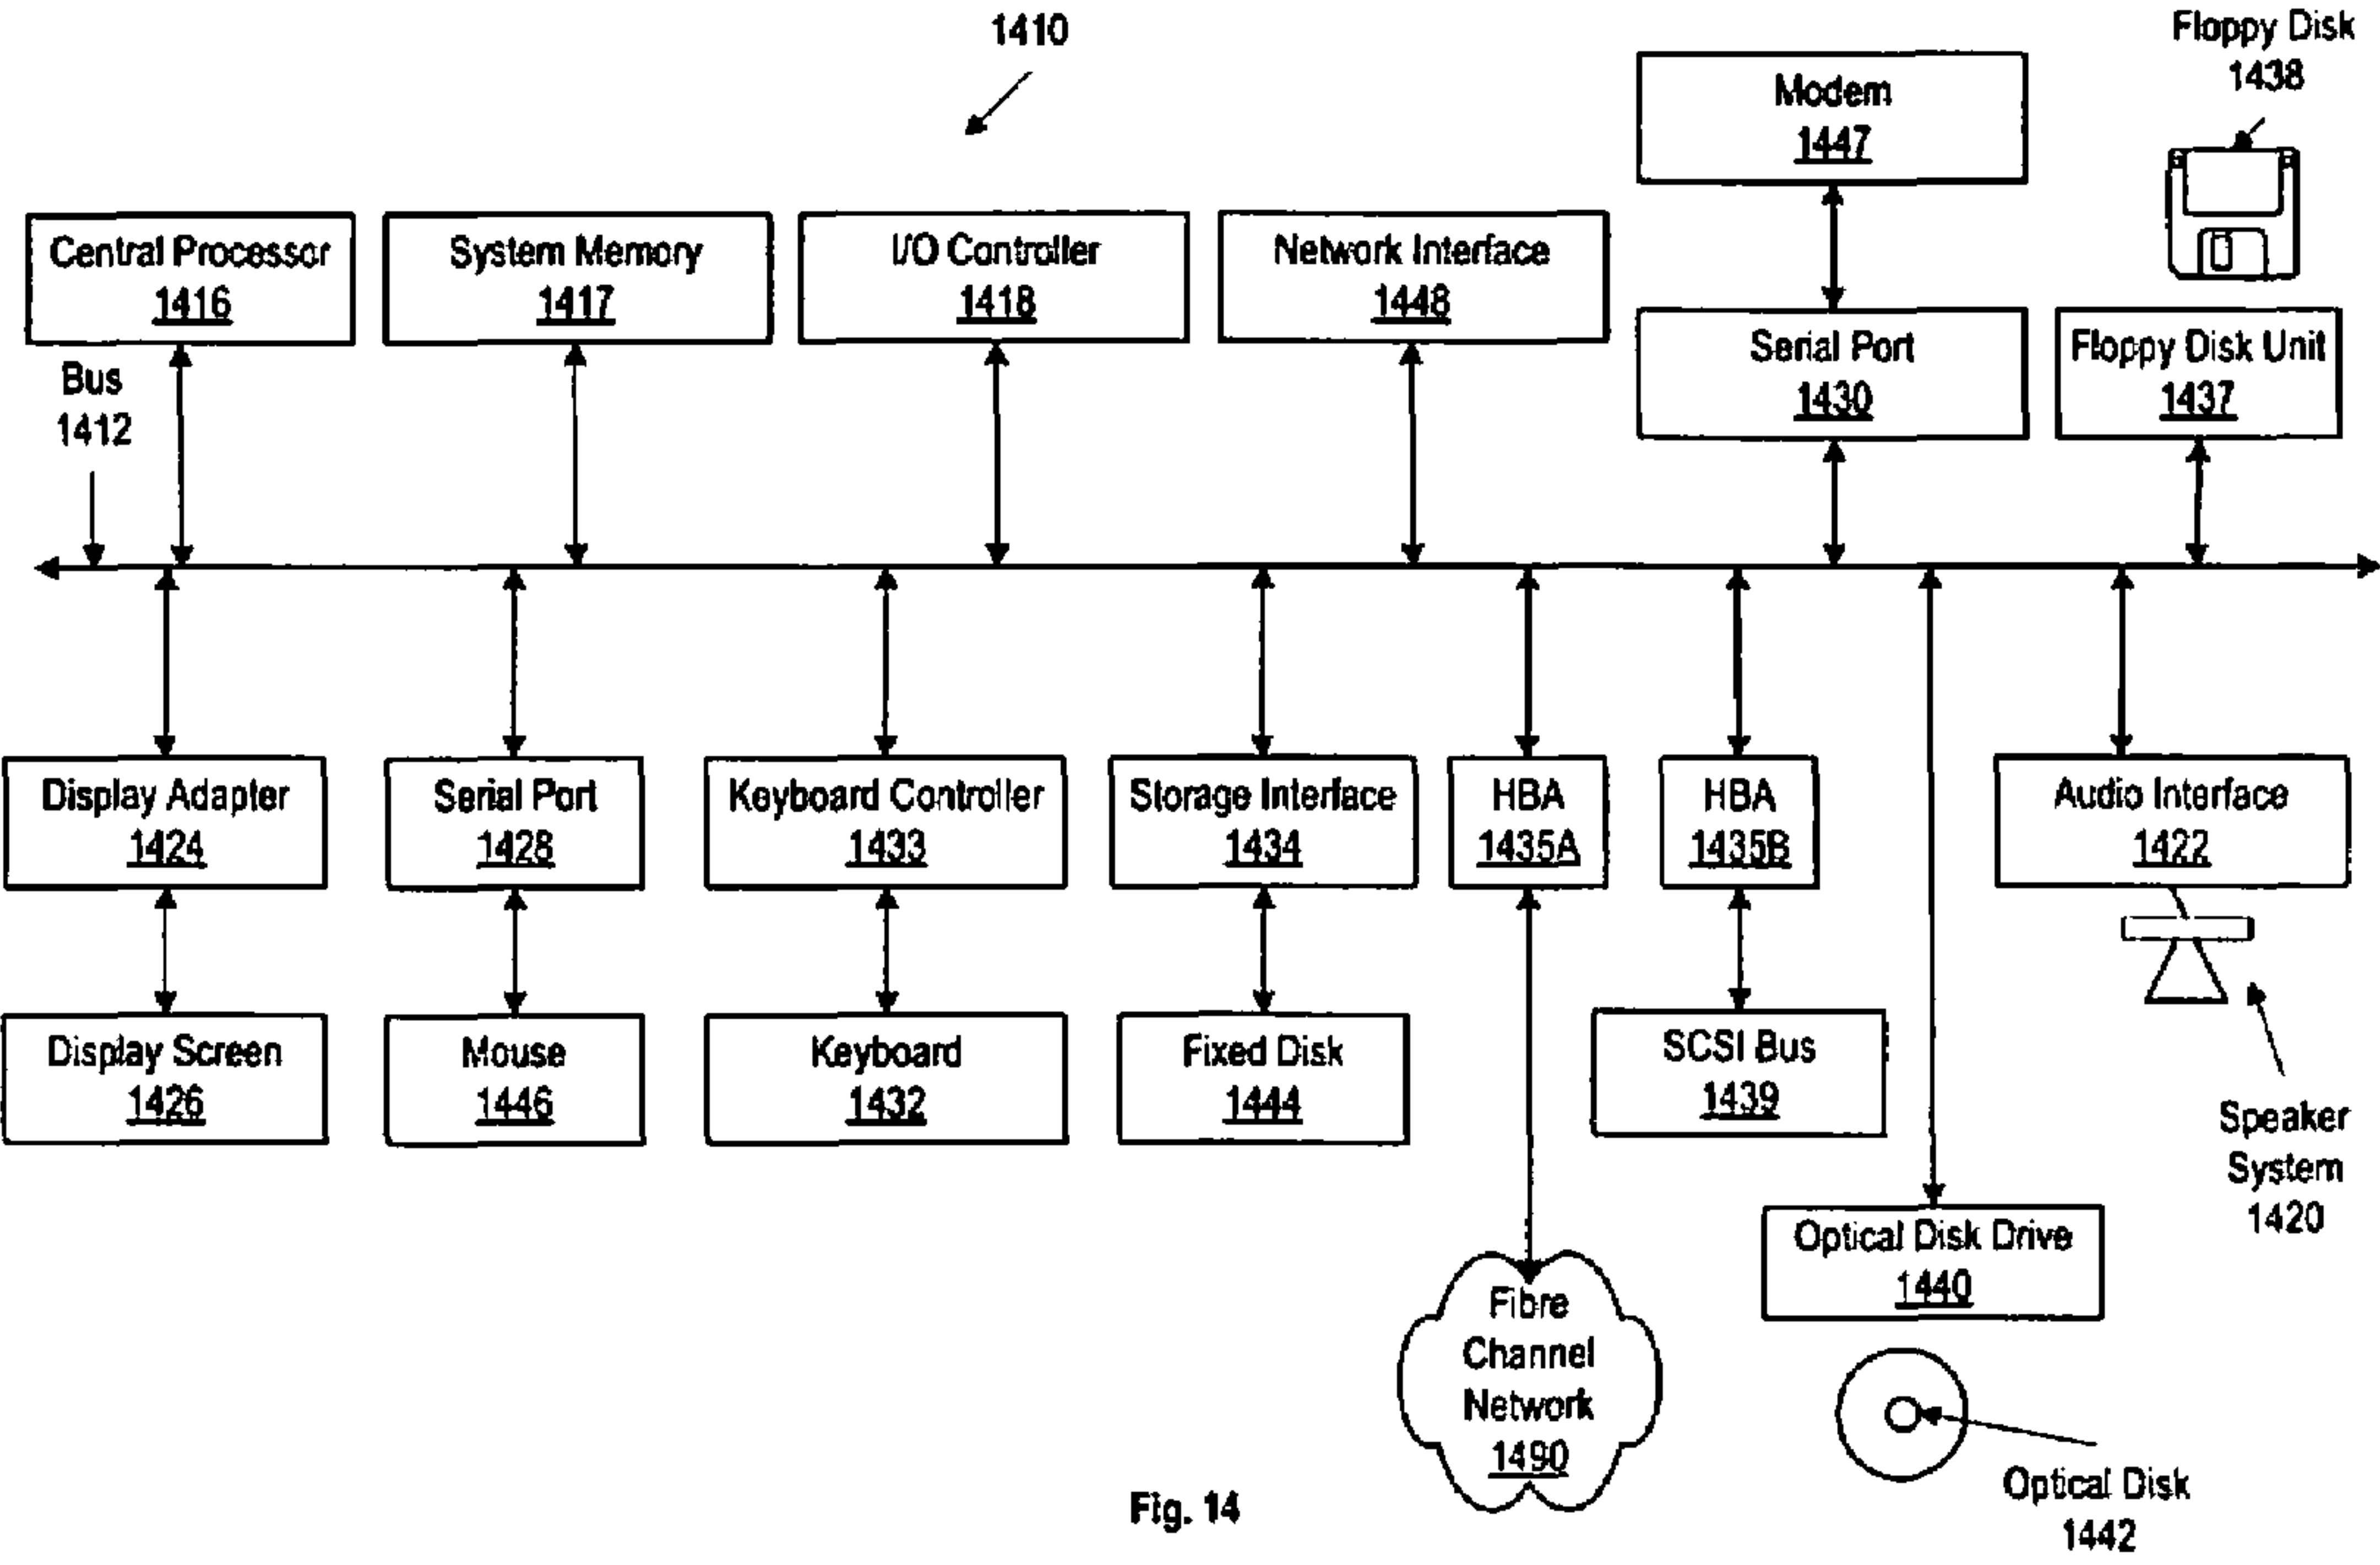 1410
Floppy Disk
1438
Modem
1447
Central Processor
1416
System Memory
1417
I/O Controller
1418
Network Interface
1448
Serial Port
1430
Floppy Disk Unit
1437
Bus
1412
Display Adapter
1424
Serial Port
1428
Keyboard Controller
1433
Storage Interface
1434
HBA
1435A
HBA
1435B
Audio Interface
1422
Display Screen
1426
Mouse
1446
Keyboard
1432
Fixed Disk
1444
SCSI Bus
1439
Speaker
System
1420
Optical Disk Drive
1440
Fibre
Channel
Network
1490
Optical Disk
1442
Fig. 14